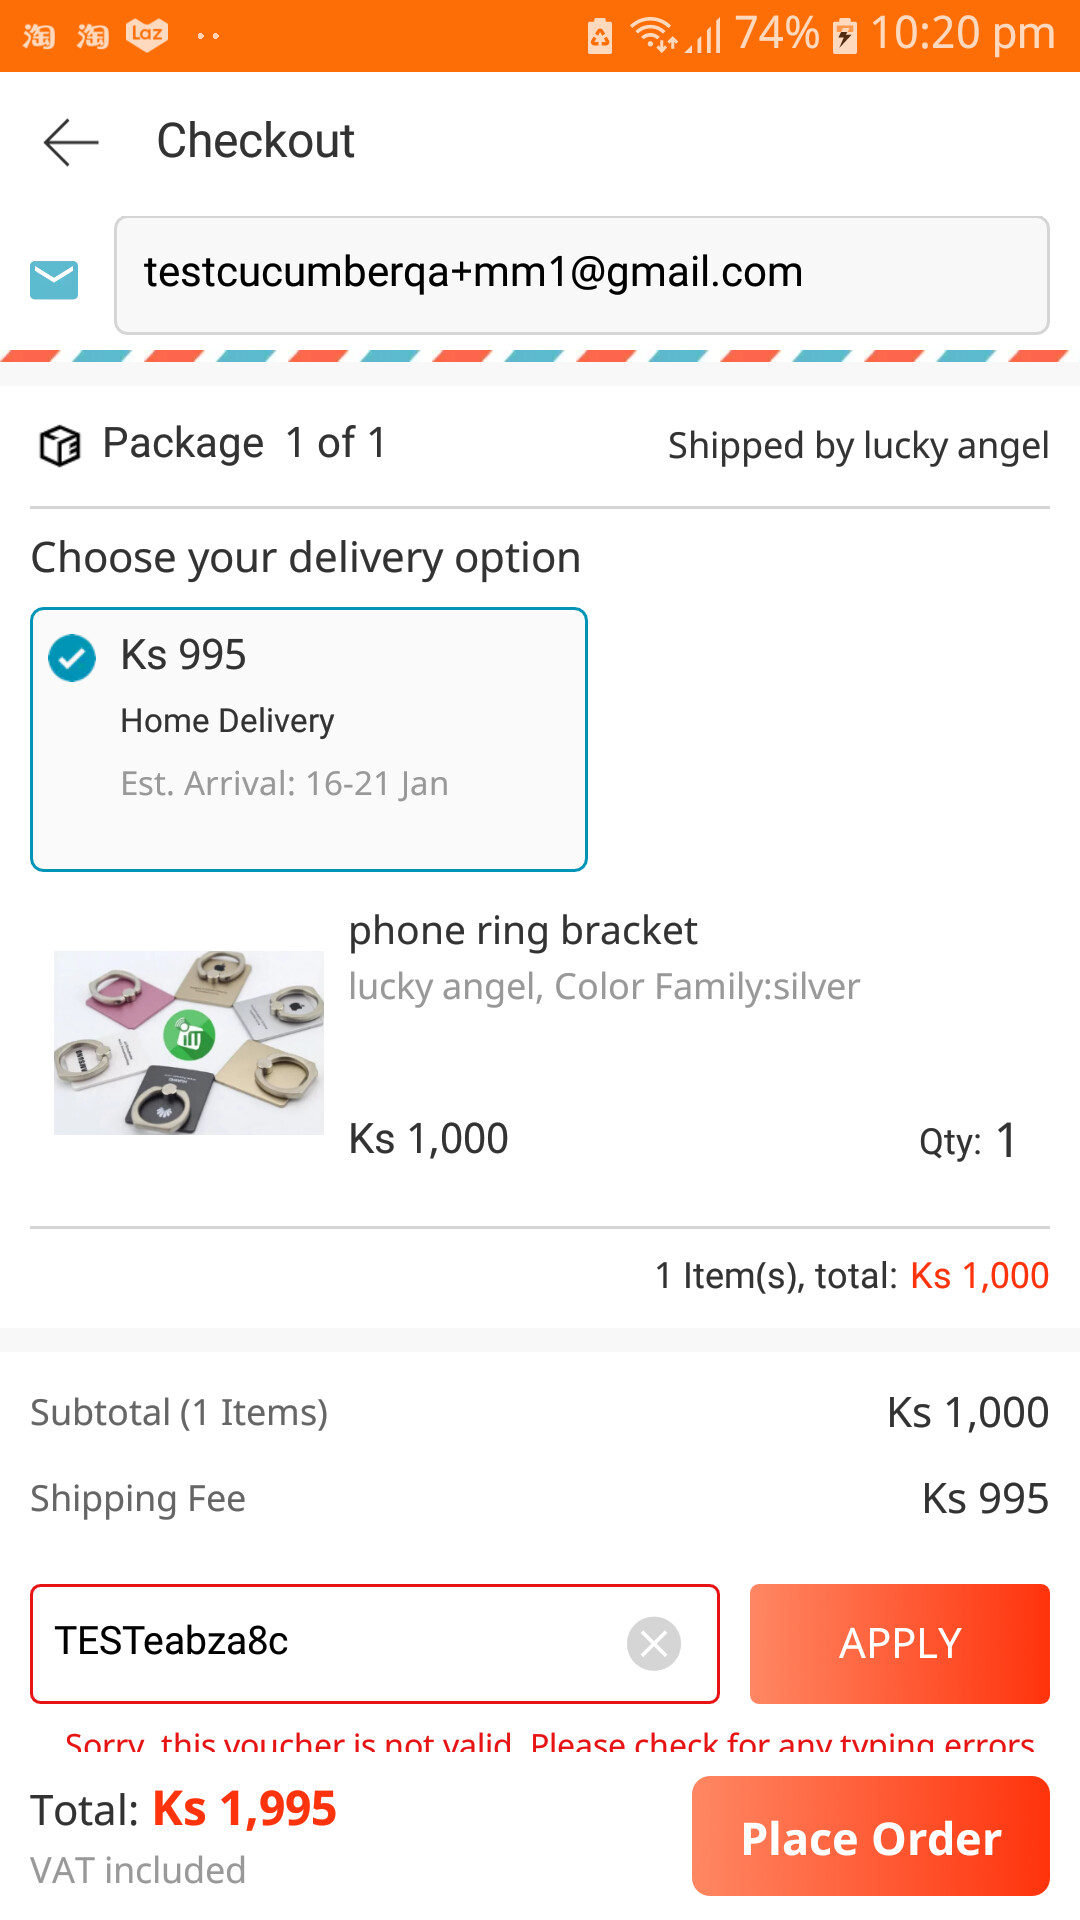 淘 淘 Laz 74% 10:20 pm
Checkout
testcucumberqa+mm1@gmail.com
Package 1 of 1
Shipped by lucky angel
Choose your delivery option
Ks 995
Home Delivery
Est. Arrival: 16-21 Jan
phone ring bracket
lucky angel, Color Family:silver
Ks 1,000
Qty: 1
1 Item(s), total: Ks 1,000
Subtotal (1 Items)
Ks 1,000
Shipping Fee
Ks 995
TESTeabza8c
APPLY
Sorry, this voucher is not valid. Please check for any typing errors
Total: Ks 1,995
VAT included
Place Order